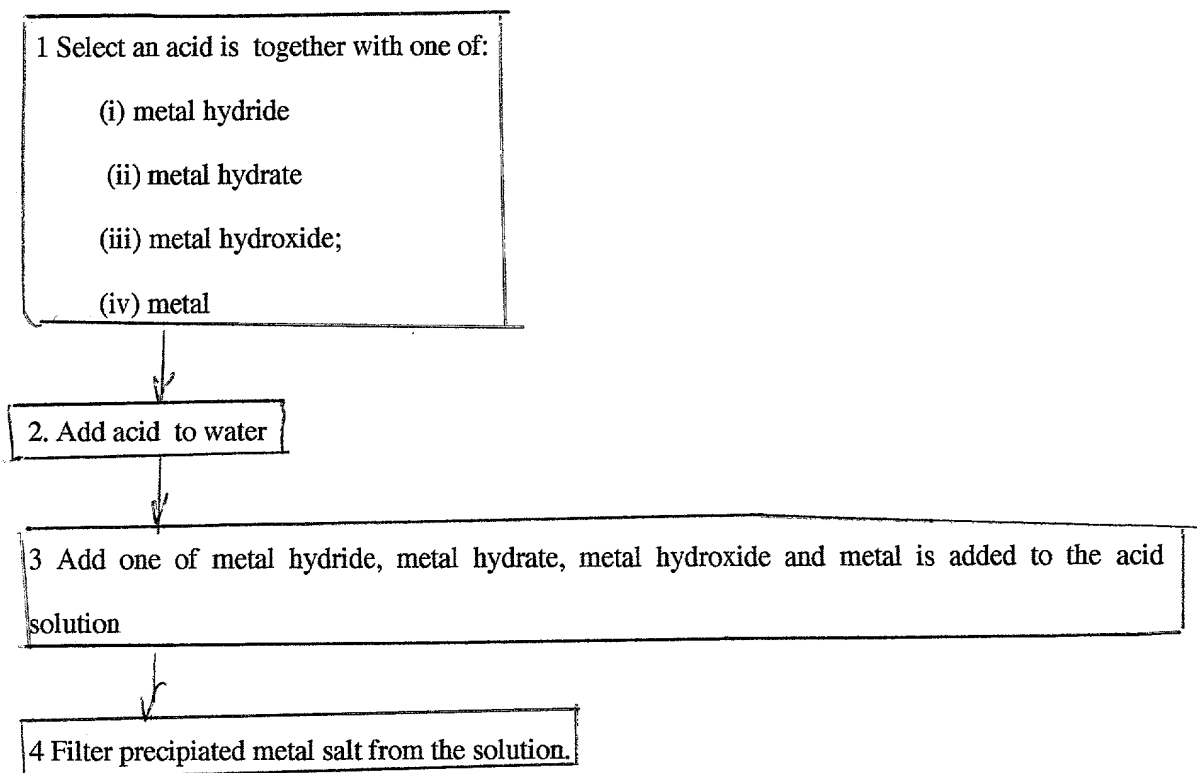 1 Select an acid is together with one of:
(i) metal hydride
(ii) metal hydrate
(iii) metal hydroxide;
(iv) metal
2. Add acid to water
3 Add one of metal hydride, metal hydrate, metal hydroxide and metal is added to the acid
solution
4 Filter precipiated metal salt from the solution.